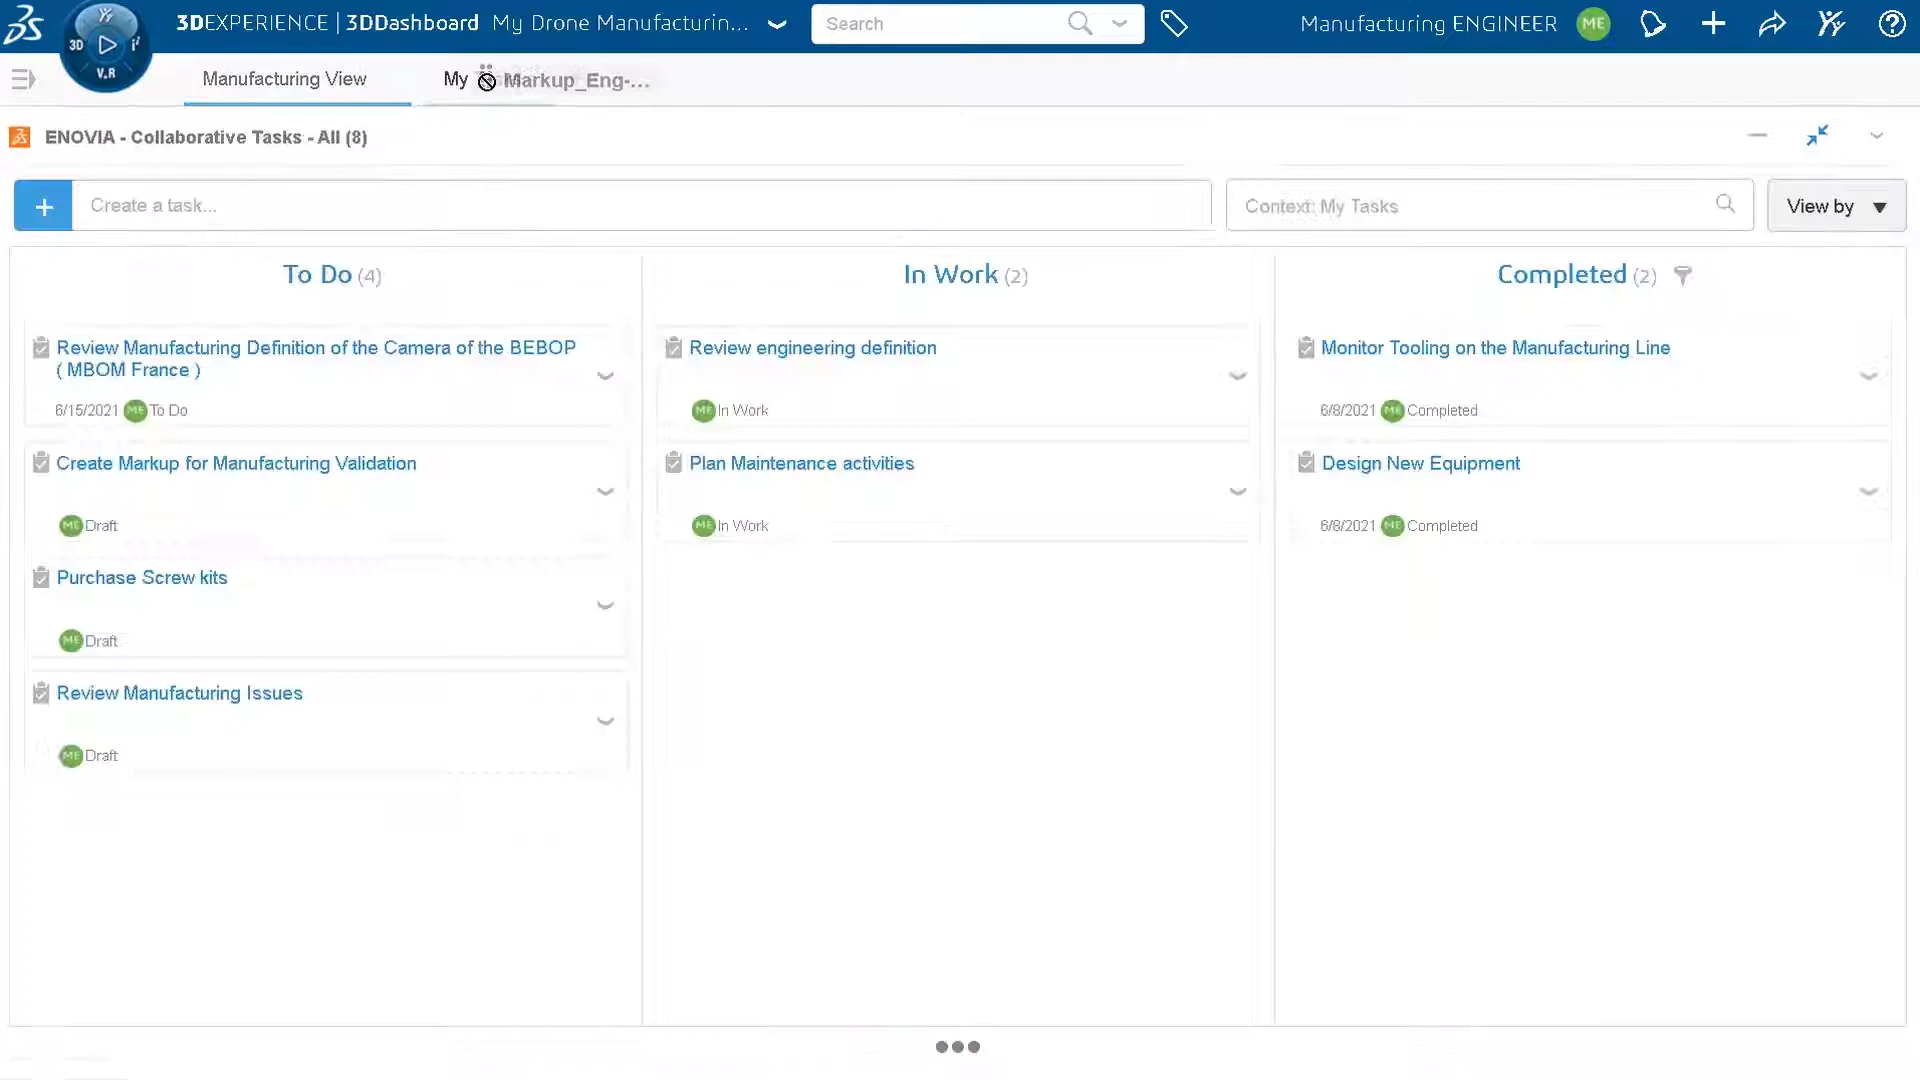 3DEXPERIENCE | 3DDashboard My Drone Manufacturin... Search Manufacturing ENGINEER ME
3D V.R
Manufacturing View My Markup_Eng-...
ENOVIA - Collaborative Tasks - All (8)
+ Create a task... Context: My Tasks View by
To Do (4)
Review Manufacturing Definition of the Camera of the BEBOP
( MBOM France )
6/15/2021 ME To Do
Create Markup for Manufacturing Validation
ME Draft
Purchase Screw kits
ME Draft
Review Manufacturing Issues
ME Draft
In Work (2)
Review engineering definition
ME In Work
Plan Maintenance activities
ME In Work
Completed (2)
Monitor Tooling on the Manufacturing Line
6/8/2021 ME Completed
Design New Equipment
6/8/2021 ME Completed